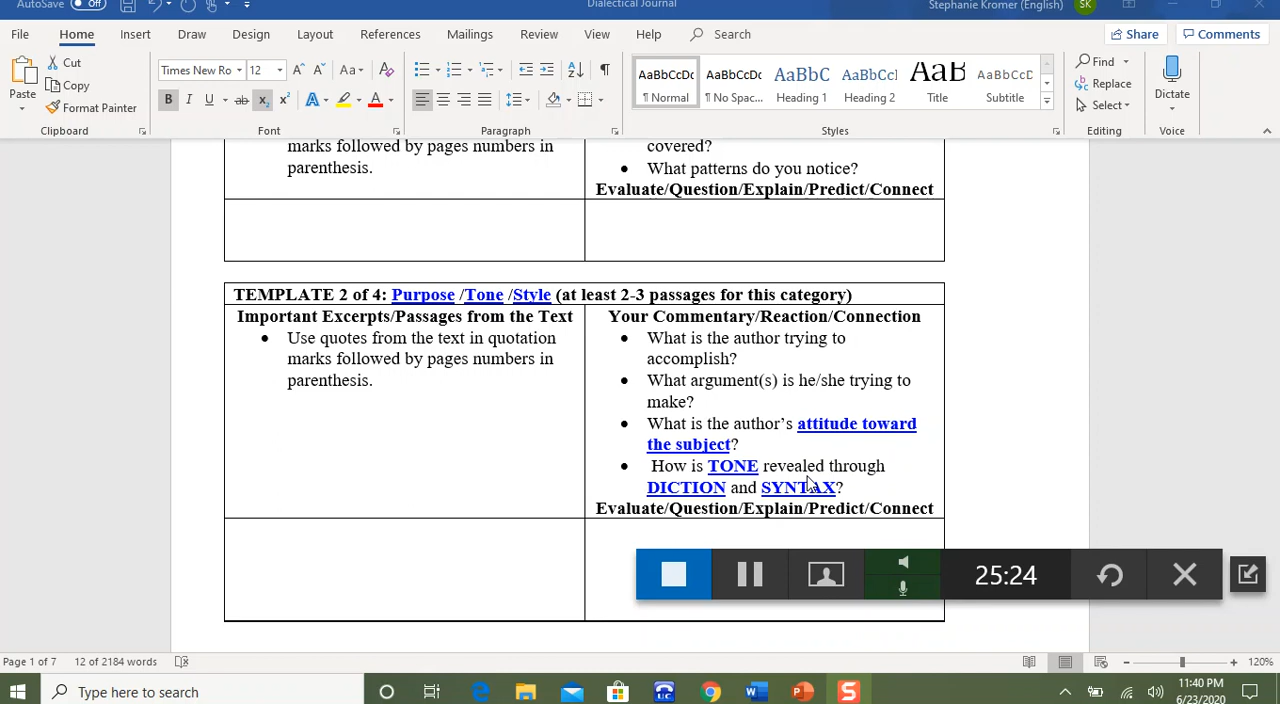 AutoSave Off Dialectical Journal Stephanie Kromer (English) SK
File Home Insert Draw Design Layout References Mailings Review View Help Search Share Comments
Paste Cut Copy Format Painter
Times New Ro 12 Aa
B I U ab x₂ x² A A
AaBbCcDc AaBbCcDc AaBbC AaBbCcI AaB AaBbCcD
¶ Normal ¶ No Spac... Heading 1 Heading 2 Title Subtitle
Find Replace Select Dictate
Clipboard Font Paragraph Styles Editing Voice
marks followed by pages numbers in
parenthesis.
covered?
• What patterns do you notice?
Evaluate/Question/Explain/Predict/Connect
TEMPLATE 2 of 4: Purpose /Tone /Style (at least 2-3 passages for this category)
Important Excerpts/Passages from the Text
• Use quotes from the text in quotation
marks followed by pages numbers in
parenthesis.
Your Commentary/Reaction/Connection
• What is the author trying to
accomplish?
• What argument(s) is he/she trying to
make?
• What is the author’s attitude toward
the subject?
• How is TONE revealed through
DICTION and SYNTAX?
Evaluate/Question/Explain/Predict/Connect
25:24
Page 1 of 7 12 of 2184 words 120%
Type here to search
11:40 PM
6/23/2020